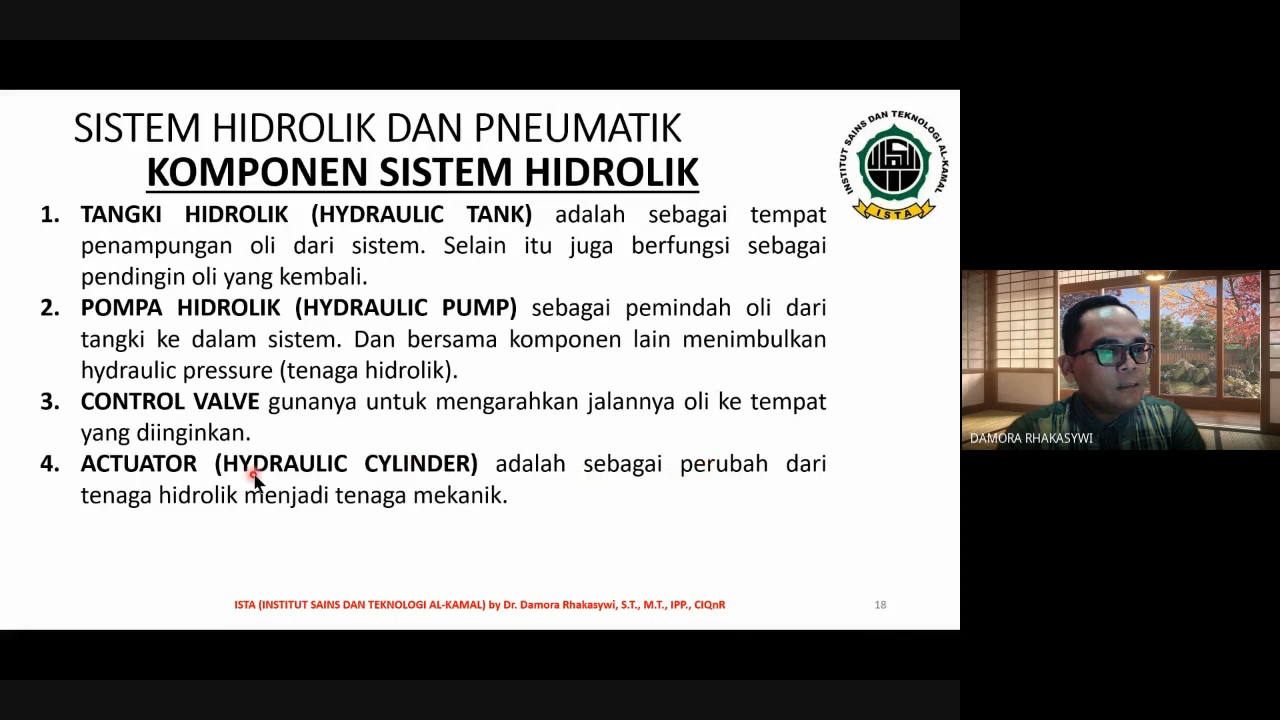 SISTEM HIDROLIK DAN PNEUMATIK
KOMPONEN SISTEM HIDROLIK
1. TANGKI HIDROLIK (HYDRAULIC TANK) adalah sebagai tempat
penampungan oli dari sistem. Selain itu juga berfungsi sebagai
pendingin oli yang kembali.
2. POMPA HIDROLIK (HYDRAULIC PUMP) sebagai pemindah oli dari
tangki ke dalam sistem. Dan bersama komponen lain menimbulkan
hydraulic pressure (tenaga hidrolik).
3. CONTROL VALVE gunanya untuk mengarahkan jalannya oli ke tempat
yang diinginkan.
4. ACTUATOR (HYDRAULIC CYLINDER) adalah sebagai perubah dari
tenaga hidrolik menjadi tenaga mekanik.
ISTA (INSTITUT SAINS DAN TEKNOLOGI AL-KAMAL) by Dr. Damora Rhakasywi, S.T., M.T., IPP., CIQnR
18
INSTITUT SAINS DAN TEKNOLOGI AL-KAMAL
ISTA
DAMORA RHAKASYWI